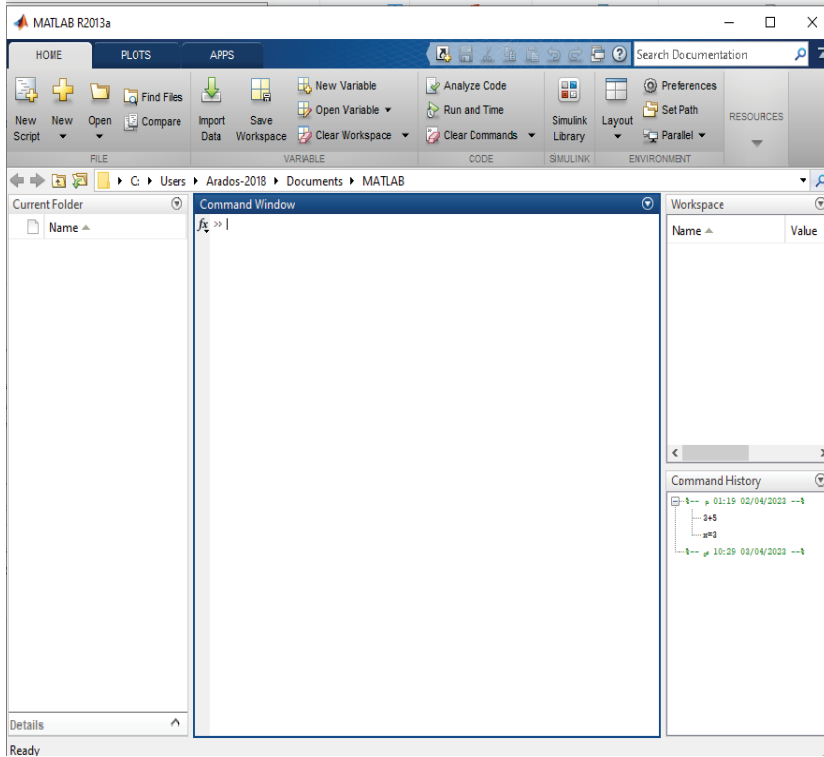 MATLAB R2013a
HOME PLOTS APPS Search Documentation
New Script
New
Open
Find Files
Compare
FILE
Import Data
Save Workspace
New Variable
Open Variable
Clear Workspace
VARIABLE
Analyze Code
Run and Time
Clear Commands
CODE
Simulink Library
SIMULINK
Layout
Preferences
Set Path
Parallel
ENVIRONMENT
RESOURCES
C: Users Arados-2018 Documents MATLAB
Current Folder
Name
Details
Command Window
fx >>
Workspace
Name Value
Command History
%-- م 01:19 02/04/2023 --%
3+5
x=3
%-- ص 10:29 03/04/2023 --%
Ready